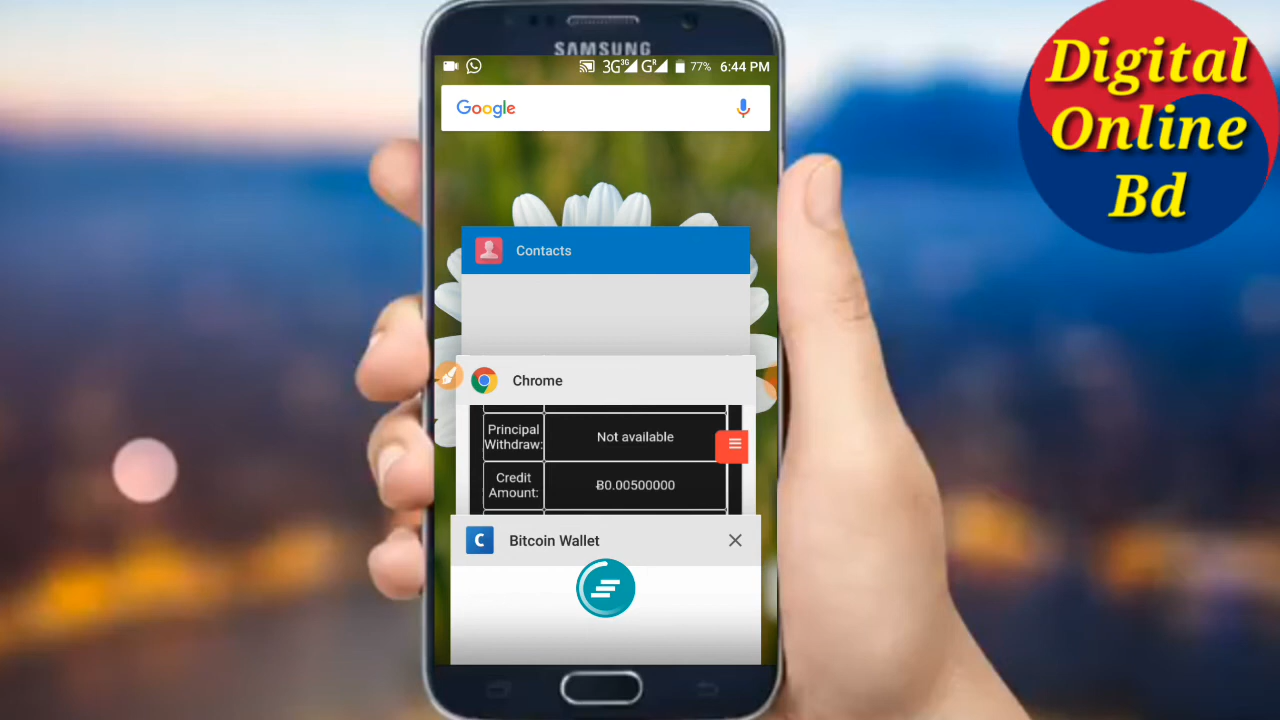 SAMSUNG
3G 3G G R 77% 6:44 PM
Google
Contacts
Chrome
Principal Withdraw:
Not available
Credit Amount:
Ƀ0.00500000
C Bitcoin Wallet
Digital
Online
Bd